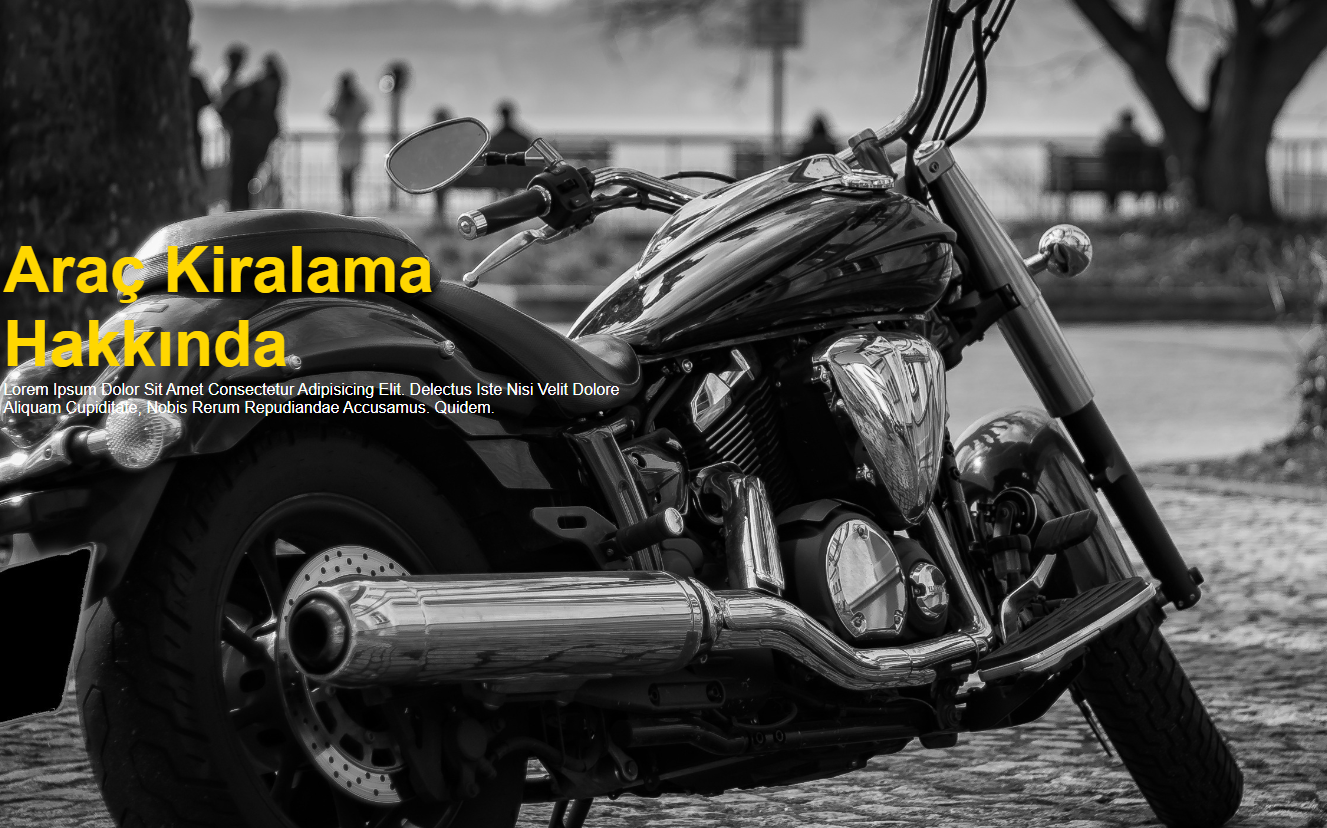 Araç Kiralama
Hakkında
Lorem Ipsum Dolor Sit Amet Consectetur Adipisicing Elit. Delectus Iste Nisi Velit Dolore
Aliquam Cupiditate, Nobis Rerum Repudiandae Accusamus. Quidem.